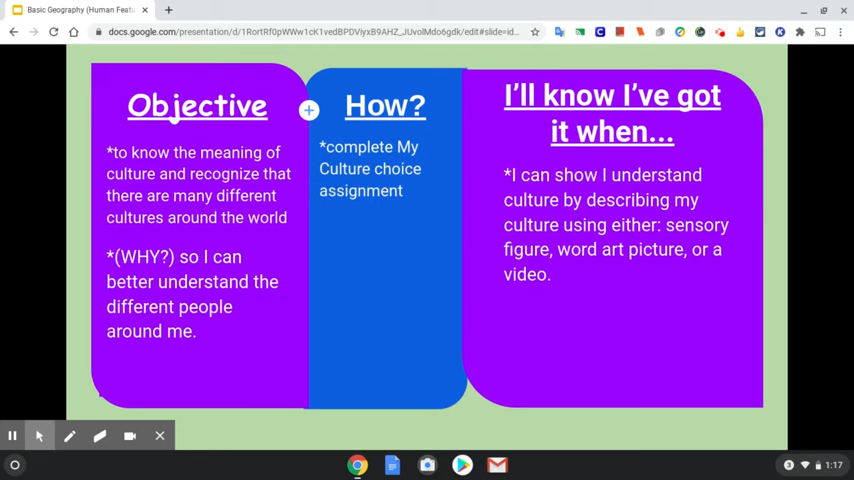 Basic Geography (Human Featu
docs.google.com/presentation/d/1RortRf0pWWw1cK1vedBPDViyxB9AHZ_JUvolMdo6gdk/edit#slide=id...
Objective
*to know the meaning of
culture and recognize that
there are many different
cultures around the world
*(WHY?) so I can
better understand the
different people
around me.
How?
*complete My
Culture choice
assignment
I'll know I've got
it when...
*I can show I understand
culture by describing my
culture using either: sensory
figure, word art picture, or a
video.
3
1:17